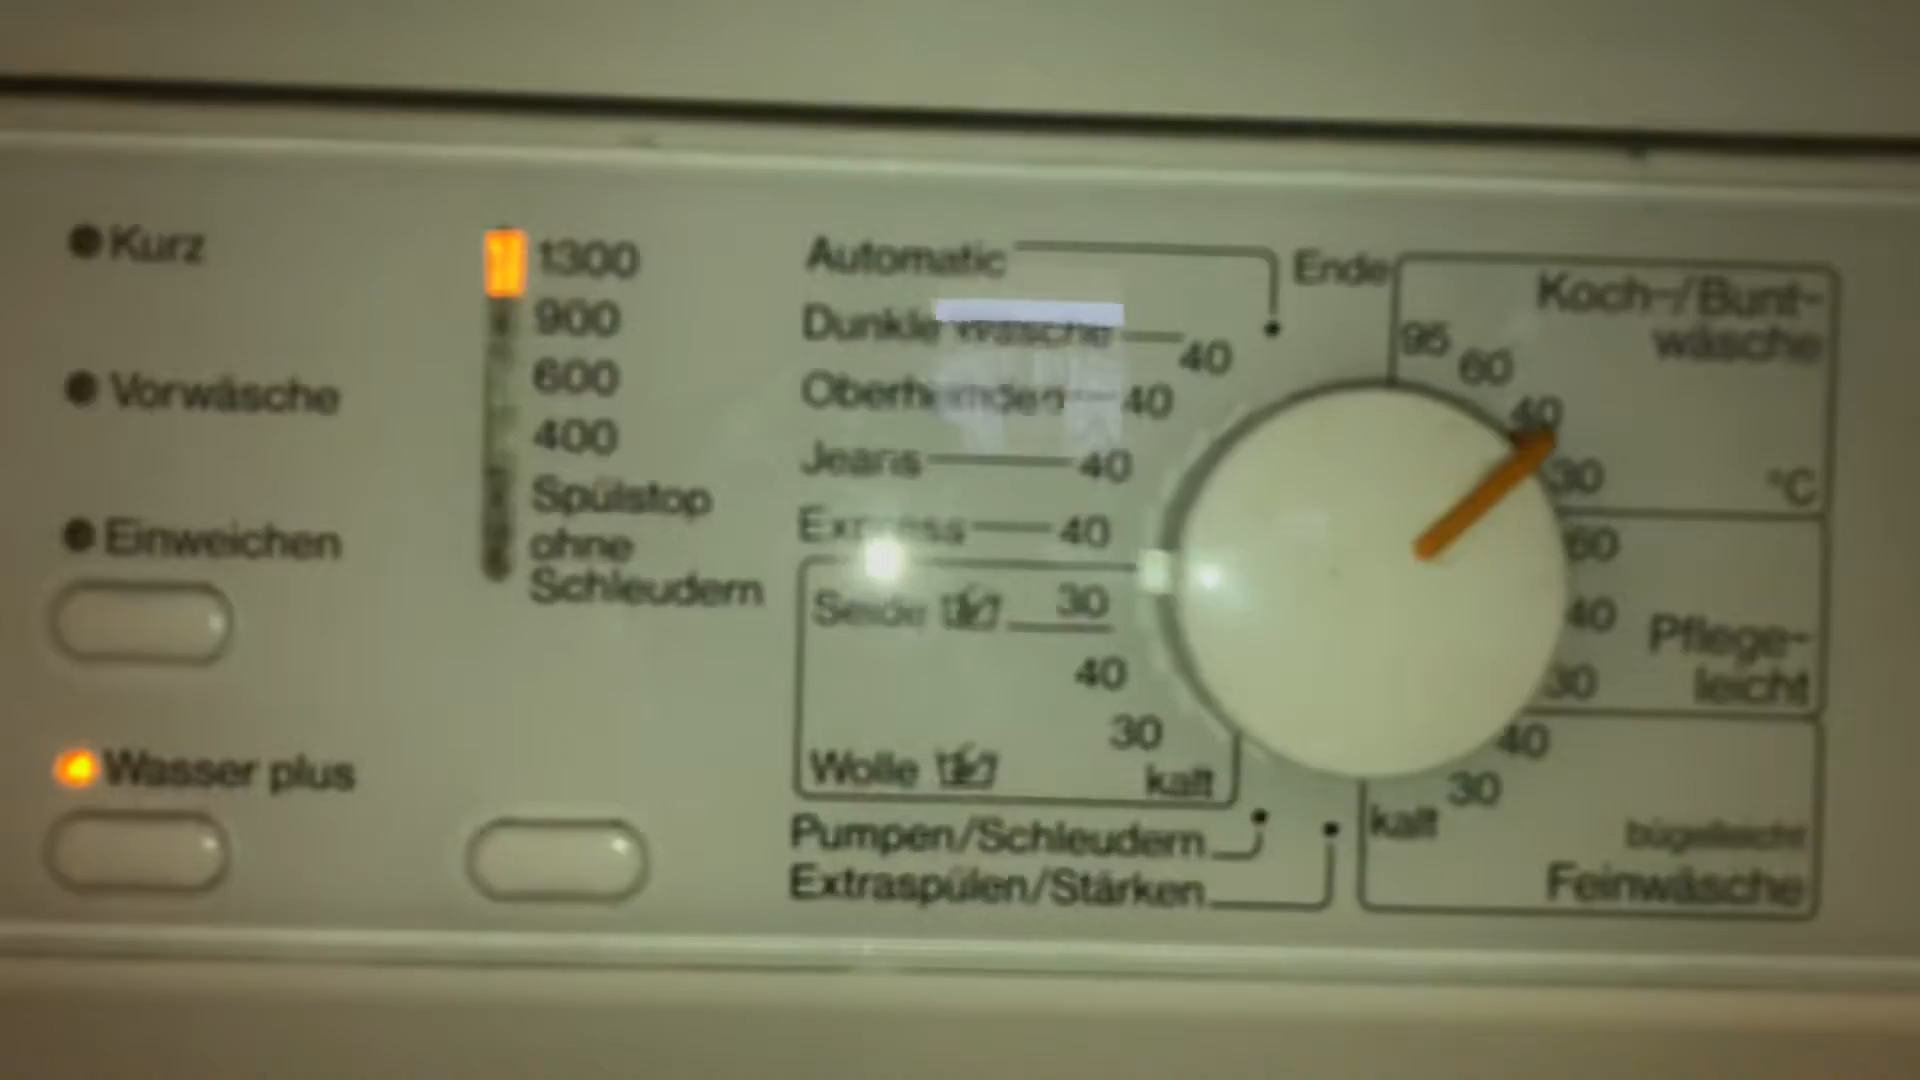 Kurz
Vorwäsche
Einweichen
Wasser plus
1300
900
600
400
Spülstop
ohne
Schleudern
Automatic
Dunkle Wäsche 40
Oberhemden 40
Jeans 40
Express 40
Seide 30
40
30
Wolle kalt
Pumpen/Schleudern
Extraspülen/Stärken
Ende
Koch-/Bunt-
wäsche
95
60
40
30 °C
60
40
Pflege-
leicht
30
40
30
kalt
bügelleicht
Feinwäsche